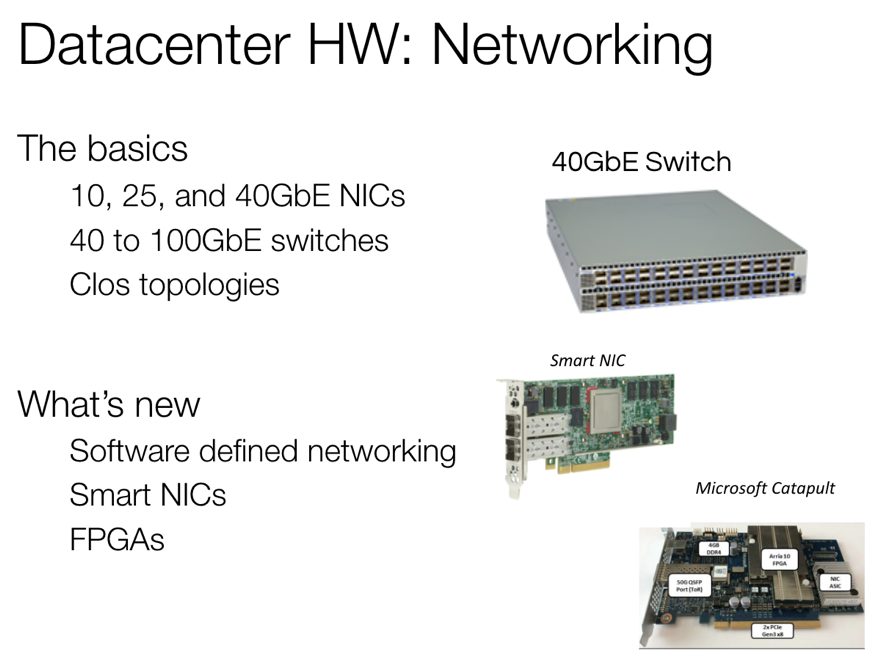 Datacenter HW: Networking
The basics
10, 25, and 40GbE NICs
40 to 100GbE switches
Clos topologies
40GbE Switch
Smart NIC
What’s new
Software defined networking
Smart NICs
FPGAs
Microsoft Catapult
4GB
DDR4
Arria 10
FPGA
50G QSFP
Port (ToR)
NIC
ASIC
2x PCIe
Gen3 x8